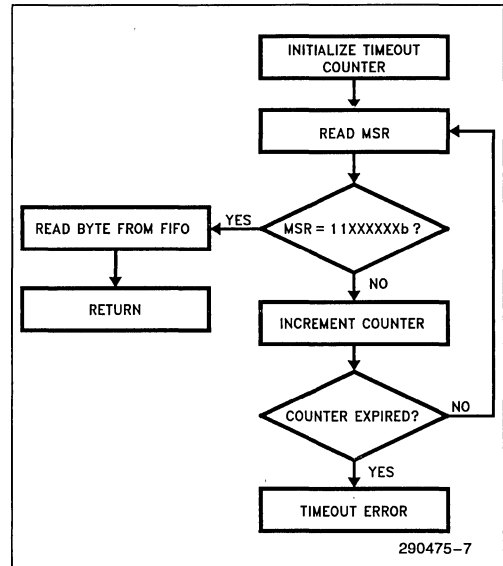 INITIALIZE TIMEOUT
COUNTER
READ MSR
MSR = 11XXXXXXb ?
YES
READ BYTE FROM FIFO
RETURN
NO
INCREMENT COUNTER
COUNTER EXPIRED?
NO
YES
TIMEOUT ERROR
290475-7